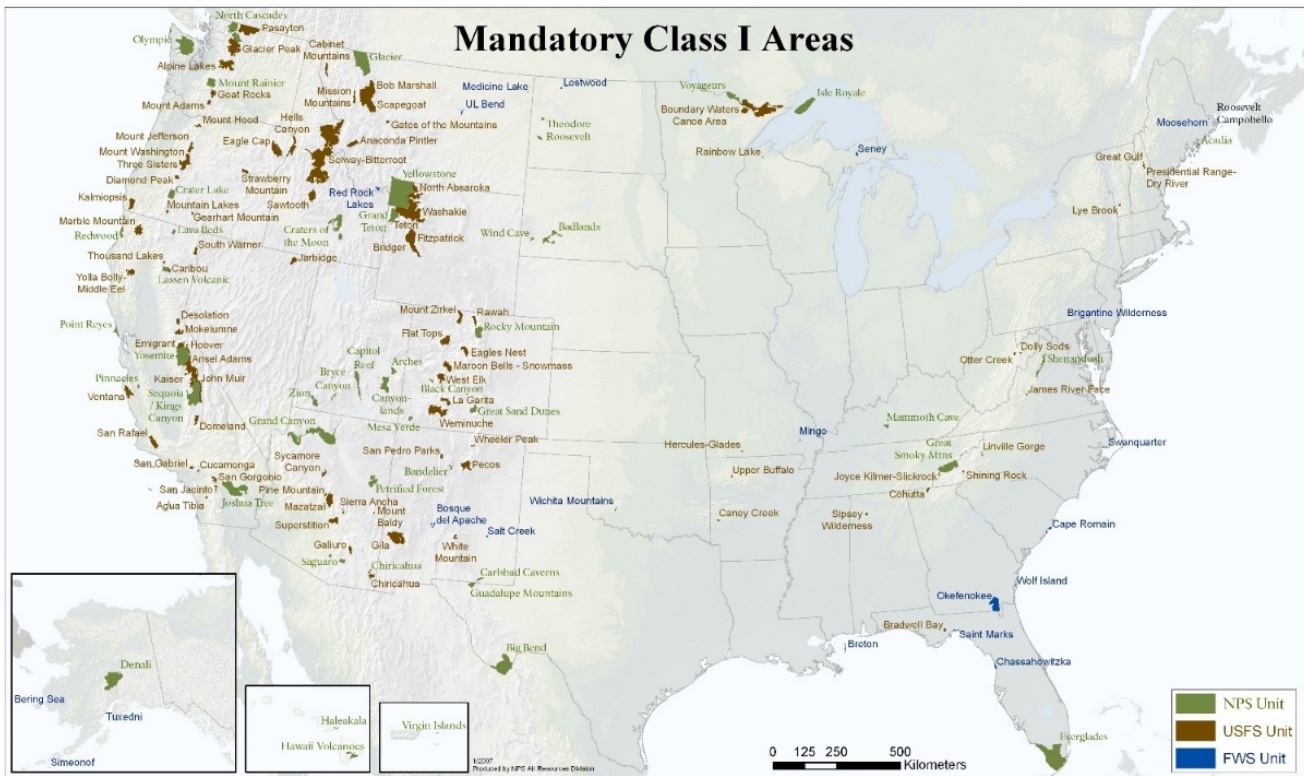 Mandatory Class I Areas
North Cascades
Pasayten
Olympic
Glacier Peak
Alpine Lakes
Mount Rainier
Goat Rocks
Mount Adams
Mount Hood
Mount Jefferson
Mount Washington
Three Sisters
Diamond Peak
Crater Lake
Kalmiopsis
Mountain Lakes
Gearhart Mountain
Marble Mountain
Redwood
Lava Beds
South Warner
Thousand Lakes
Caribou
Lassen Volcanic
Yolla Bolly-
Middle Eel
Cabinet
Mountains
Glacier
Mission
Mountains
Bob Marshall
Scapegoat
Hells
Canyon
Eagle Cap
Gates of the Mountains
Anaconda Pintler
Selway-Bitterroot
Strawberry
Mountain
Sawtooth
Red Rock
Lakes
Yellowstone
North Absaroka
Washakie
Grand
Teton
Teton
Fitzpatrick
Bridger
Craters of
the Moon
Jarbidge
Medicine Lake
UL Bend
Lostwood
Theodore
Roosevelt
Wind Cave
Badlands
Voyageurs
Boundary Waters
Canoe Area
Isle Royale
Rainbow Lake
Seney
Moosehorn
Roosevelt
Campobello
Acadia
Great Gulf
Presidential Range-
Dry River
Lye Brook
Point Reyes
Desolation
Mokelumne
Emigrant
Hoover
Yosemite
Ansel Adams
Kaiser
John Muir
Pinnacles
Ventana
Sequoia
/ Kings
Canyon
Domeland
San Rafael
San Gabriel
Cucamonga
San Gorgonio
San Jacinto
Agua Tibia
Joshua Tree
Mount Zirkel
Rawah
Flat Tops
Rocky Mountain
Eagles Nest
Maroon Bells - Snowmass
West Elk
Black Canyon
La Garita
Great Sand Dunes
Weminuche
Capitol
Reef
Arches
Bryce
Canyon
Zion
Canyon-
lands
Mesa Verde
Grand Canyon
Wheeler Peak
San Pedro Parks
Pecos
Bandelier
Sycamore
Canyon
Petrified Forest
Pine Mountain
Mazatzal
Sierra Ancha
Mount
Baldy
Superstition
Bosque
del Apache
Salt Creek
Galiuro
Gila
White
Mountain
Saguaro
Chiricahua
Chiricahua
Carlsbad Caverns
Guadalupe Mountains
Big Bend
Wichita Mountains
Hercules-Glades
Upper Buffalo
Caney Creek
Mingo
Mammoth Cave
Great
Smoky Mtns
Joyce Kilmer-Slickrock
Cohutta
Linville Gorge
Shining Rock
Sipsey
Wilderness
Brigantine Wilderness
Dolly Sods
Otter Creek
Shenandoah
James River Face
Swanquarter
Cape Romain
Wolf Island
Okefenokee
Bradwell Bay
Saint Marks
Breton
Chassahowitzka
Everglades
Denali
Bering Sea
Tuxedni
Simeonof
Haleakala
Hawaii Volcanoes
Virgin Islands
1/2007
Produced by NPS Air Resources Division
0 125 250 500
Kilometers
NPS Unit
USFS Unit
FWS Unit